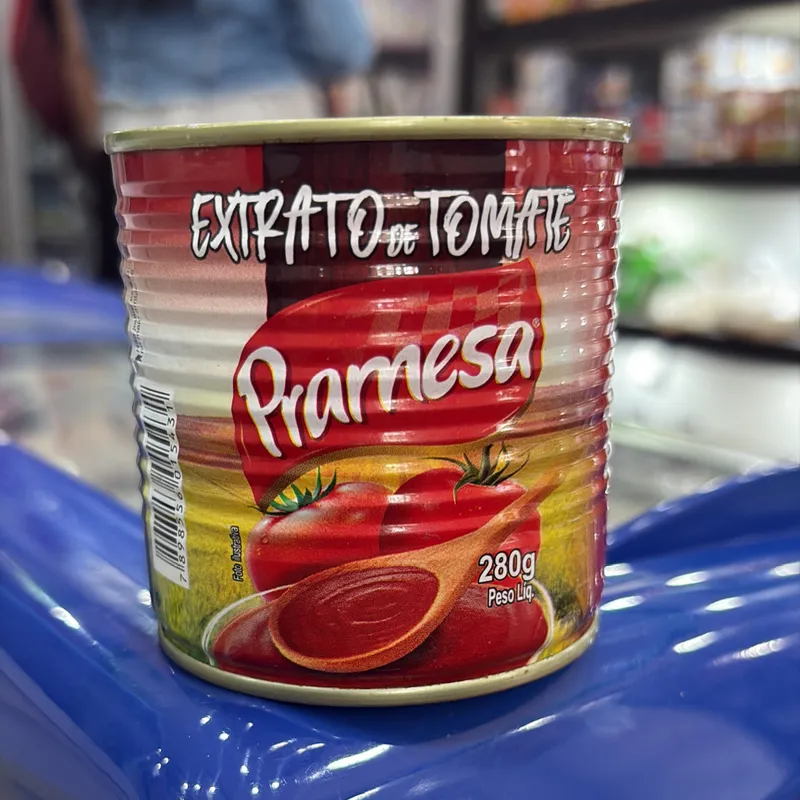 EXTRATO DE TOMATE
Pramesa®
280g
Peso Líq.
Foto Ilustrativa